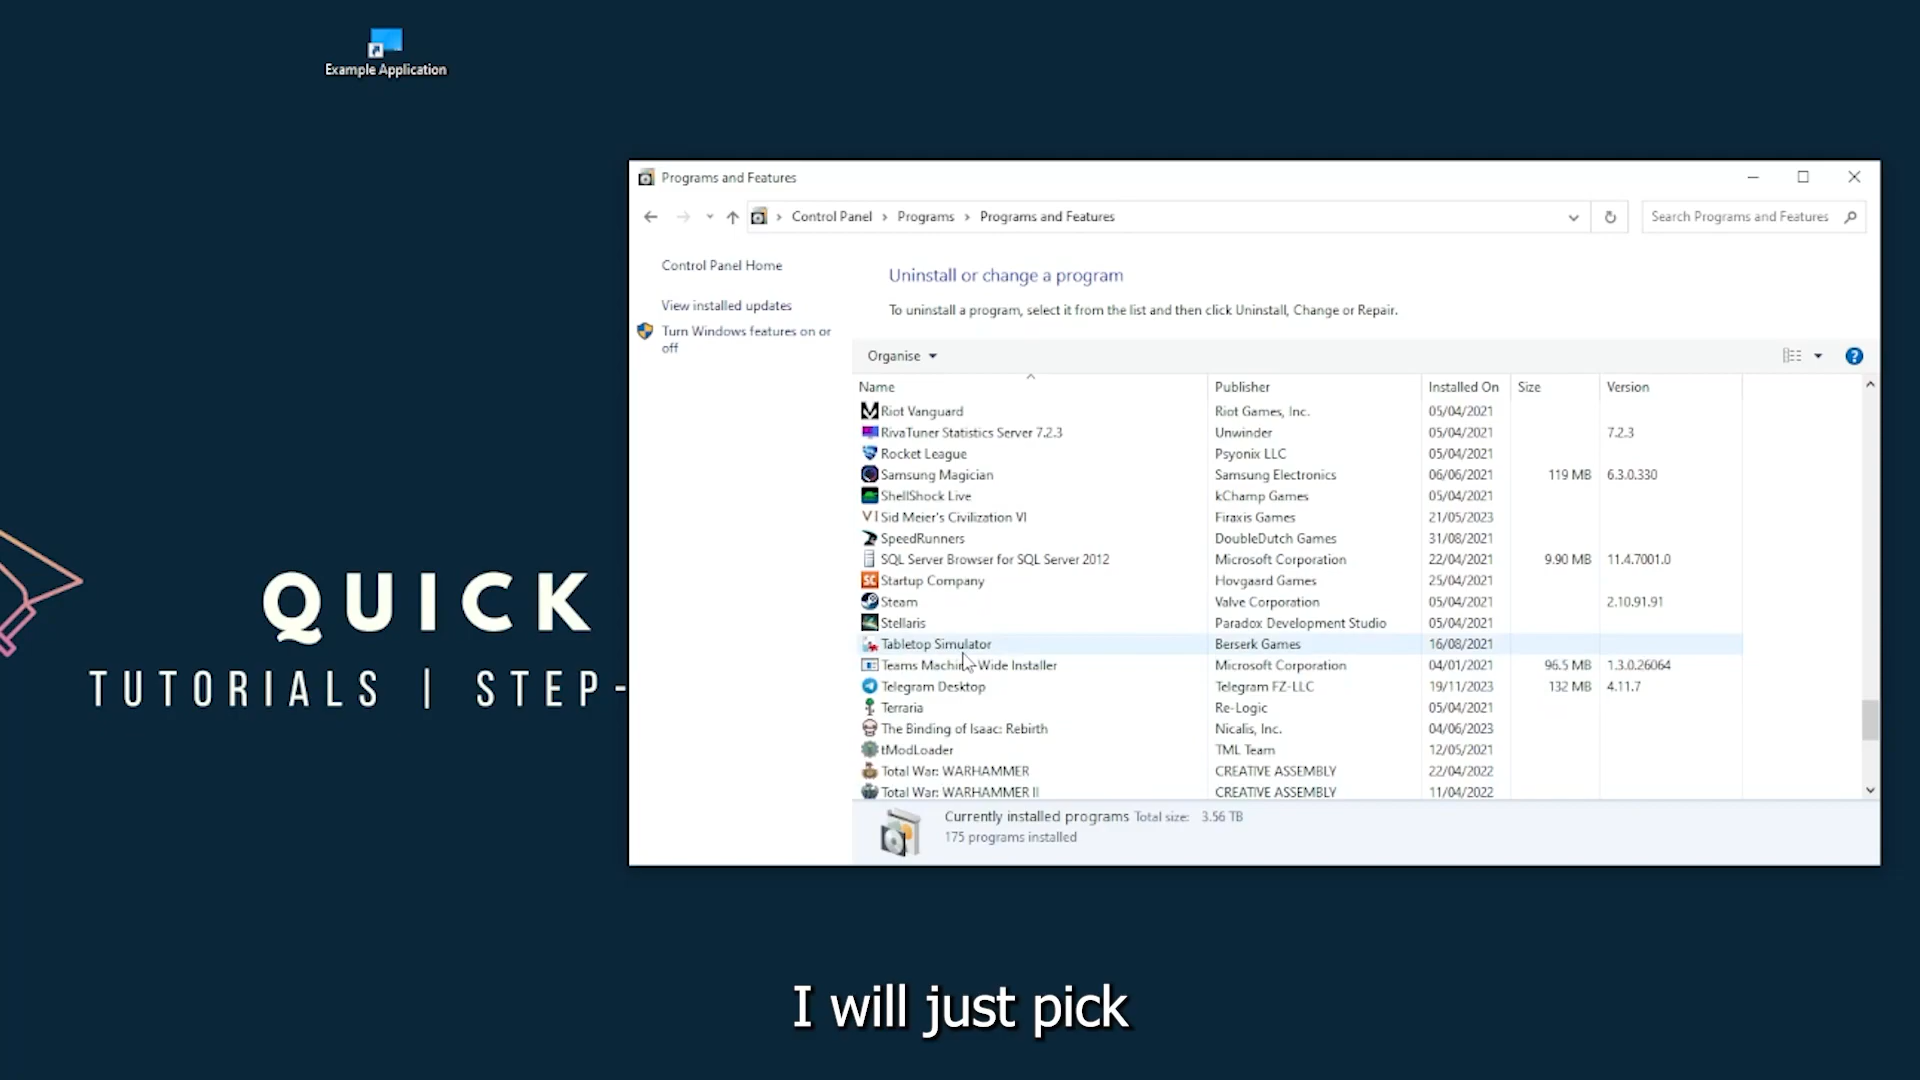 Example Application
QUICK
TUTORIALS | STEP-
Programs and Features
Control Panel > Programs > Programs and Features
Search Programs and Features
Control Panel Home
View installed updates
Turn Windows features on or
off
Uninstall or change a program
To uninstall a program, select it from the list and then click Uninstall, Change or Repair.
Organise
Name Publisher Installed On Size Version
Riot Vanguard Riot Games, Inc. 05/04/2021
RivaTuner Statistics Server 7.2.3 Unwinder 05/04/2021 7.2.3
Rocket League Psyonix LLC 05/04/2021
Samsung Magician Samsung Electronics 06/06/2021 119 MB 6.3.0.330
ShellShock Live kChamp Games 05/04/2021
VI Sid Meier's Civilization VI Firaxis Games 21/05/2023
SpeedRunners DoubleDutch Games 31/08/2021
SQL Server Browser for SQL Server 2012 Microsoft Corporation 22/04/2021 9.90 MB 11.4.7001.0
SC Startup Company Hovgaard Games 25/04/2021
Steam Valve Corporation 05/04/2021 2.10.91.91
Stellaris Paradox Development Studio 05/04/2021
Tabletop Simulator Berserk Games 16/08/2021
Teams Machine-Wide Installer Microsoft Corporation 04/01/2021 96.5 MB 1.3.0.26064
Telegram Desktop Telegram FZ-LLC 19/11/2023 132 MB 4.11.7
Terraria Re-Logic 05/04/2021
The Binding of Isaac: Rebirth Nicalis, Inc. 04/06/2023
tModLoader TML Team 12/05/2021
Total War: WARHAMMER CREATIVE ASSEMBLY 22/04/2022
Total War: WARHAMMER II CREATIVE ASSEMBLY 11/04/2022
Currently installed programs Total size: 3.56 TB
175 programs installed
I will just pick